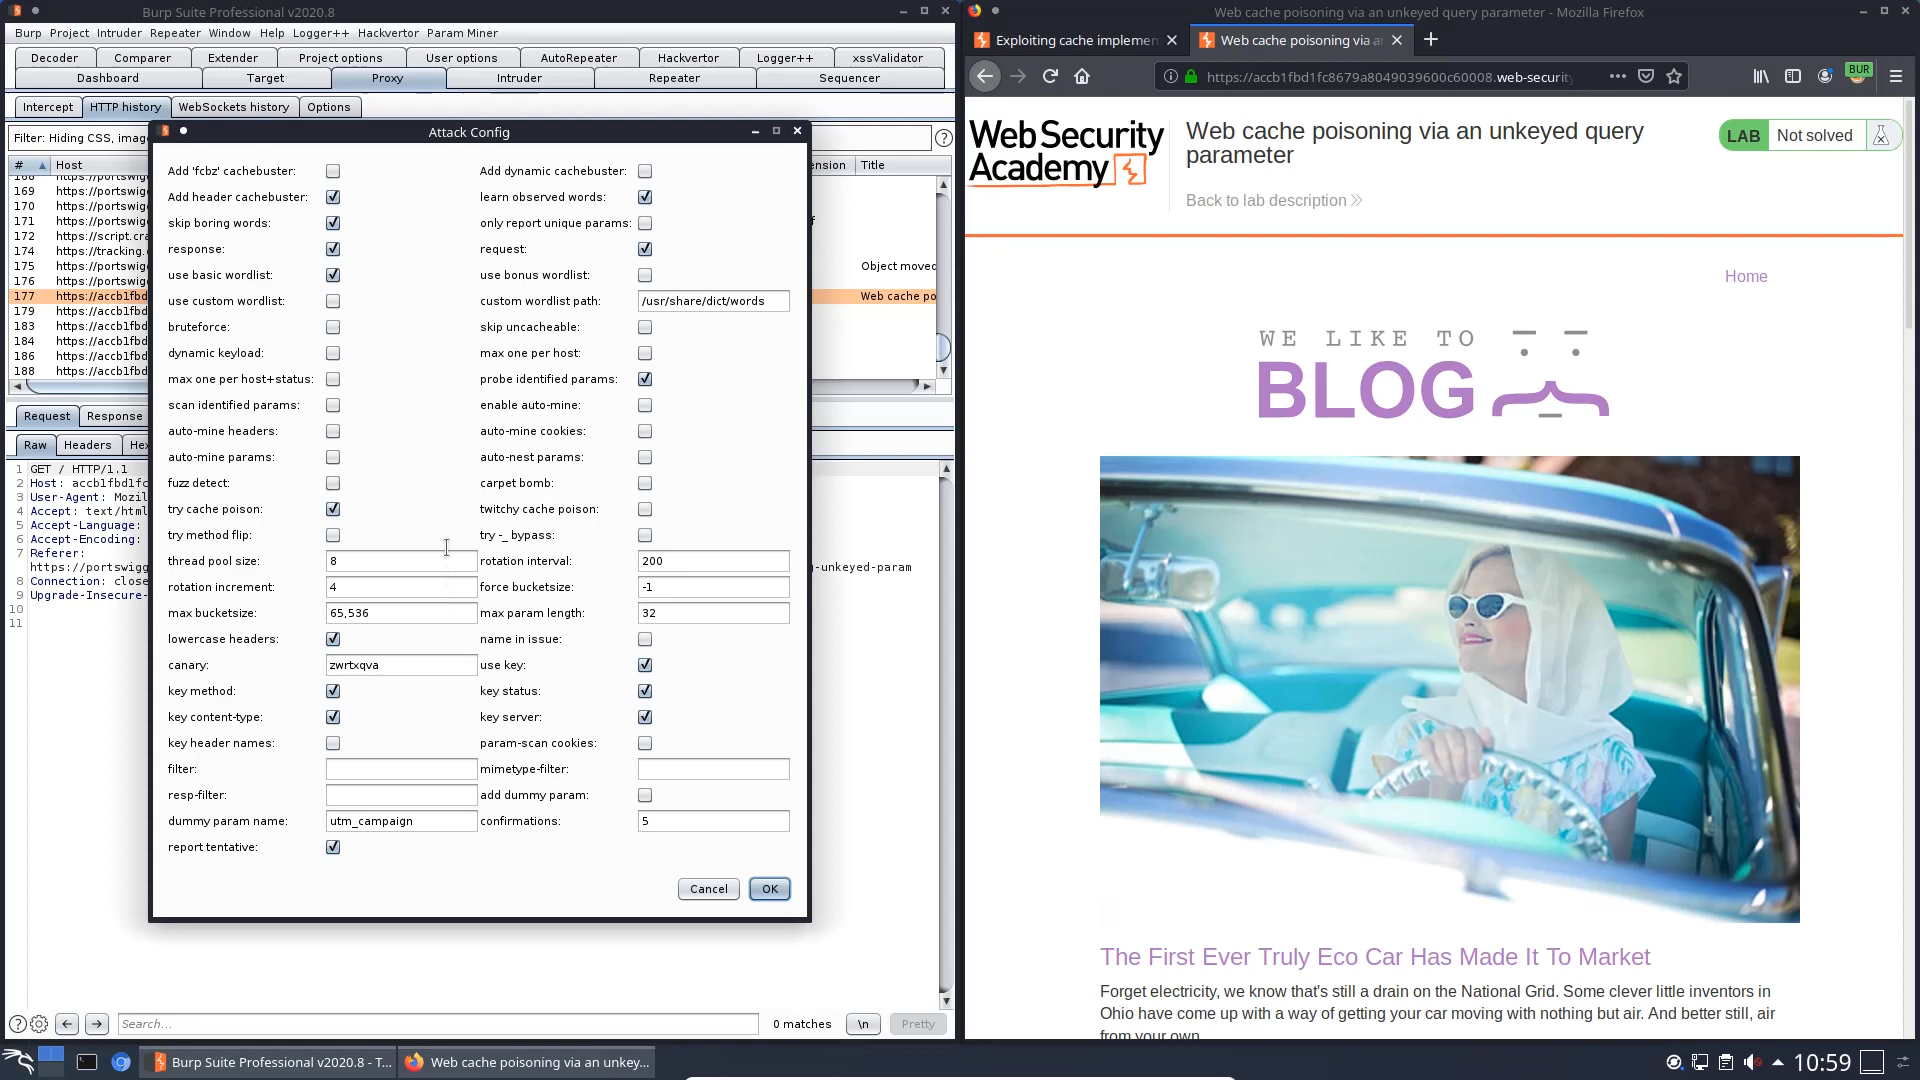 Burp Suite Professional v2020.8
Burp Project Intruder Repeater Window Help Logger++ Hackvertor Param Miner
Decoder Comparer Extender Project options User options AutoRepeater Hackvertor Logger++ xssValidator
Dashboard Target Proxy Intruder Repeater Sequencer
Intercept HTTP history WebSockets history Options
Filter: Hiding CSS, imag
# Host ension Title
169 https://portswig
170 https://portswig
171 https://portswig f
172 https://script.cra
174 https://tracking.
175 https://portswig Object moved
176 https://portswig
177 https://accb1fbd Web cache po
179 https://accb1fbd
183 https://accb1fbd
184 https://accb1fbd
186 https://accb1fbd
188 https://accb1fbd
Request Response
Raw Headers Hex
1 GET / HTTP/1.1
2 Host: accb1fbd1fc
3 User-Agent: Mozil
4 Accept: text/html
5 Accept-Language:
6 Accept-Encoding:
7 Referer:
https://portswigg -unkeyed-param
8 Connection: close
9 Upgrade-Insecure-
10
11
Search... 0 matches \n Pretty
Attack Config
Add 'fcbz' cachebuster: Add dynamic cachebuster:
Add header cachebuster: learn observed words:
skip boring words: only report unique params:
response: request:
use basic wordlist: use bonus wordlist:
use custom wordlist: custom wordlist path: /usr/share/dict/words
bruteforce: skip uncacheable:
dynamic keyload: max one per host:
max one per host+status: probe identified params:
scan identified params: enable auto-mine:
auto-mine headers: auto-mine cookies:
auto-mine params: auto-nest params:
fuzz detect: carpet bomb:
try cache poison: twitchy cache poison:
try method flip: try -_ bypass:
thread pool size: 8 rotation interval: 200
rotation increment: 4 force bucketsize: -1
max bucketsize: 65,536 max param length: 32
lowercase headers: name in issue:
canary: zwrtxqva use key:
key method: key status:
key content-type: key server:
key header names: param-scan cookies:
filter: mimetype-filter:
resp-filter: add dummy param:
dummy param name: utm_campaign confirmations: 5
report tentative:
Cancel OK
Web cache poisoning via an unkeyed query parameter - Mozilla Firefox
Exploiting cache implemen Web cache poisoning via a
https://accb1fbd1fc8679a8049039600c60008.web-security
BUR
WebSecurity
Academy
Web cache poisoning via an unkeyed query
parameter
Back to lab description
LAB Not solved
Home
WE LIKE TO
BLOG
The First Ever Truly Eco Car Has Made It To Market
Forget electricity, we know that's still a drain on the National Grid. Some clever little inventors in
Ohio have come up with a way of getting your car moving with nothing but air. And better still, air
from your own
Burp Suite Professional v2020.8 - T... Web cache poisoning via an unkey... 10:59